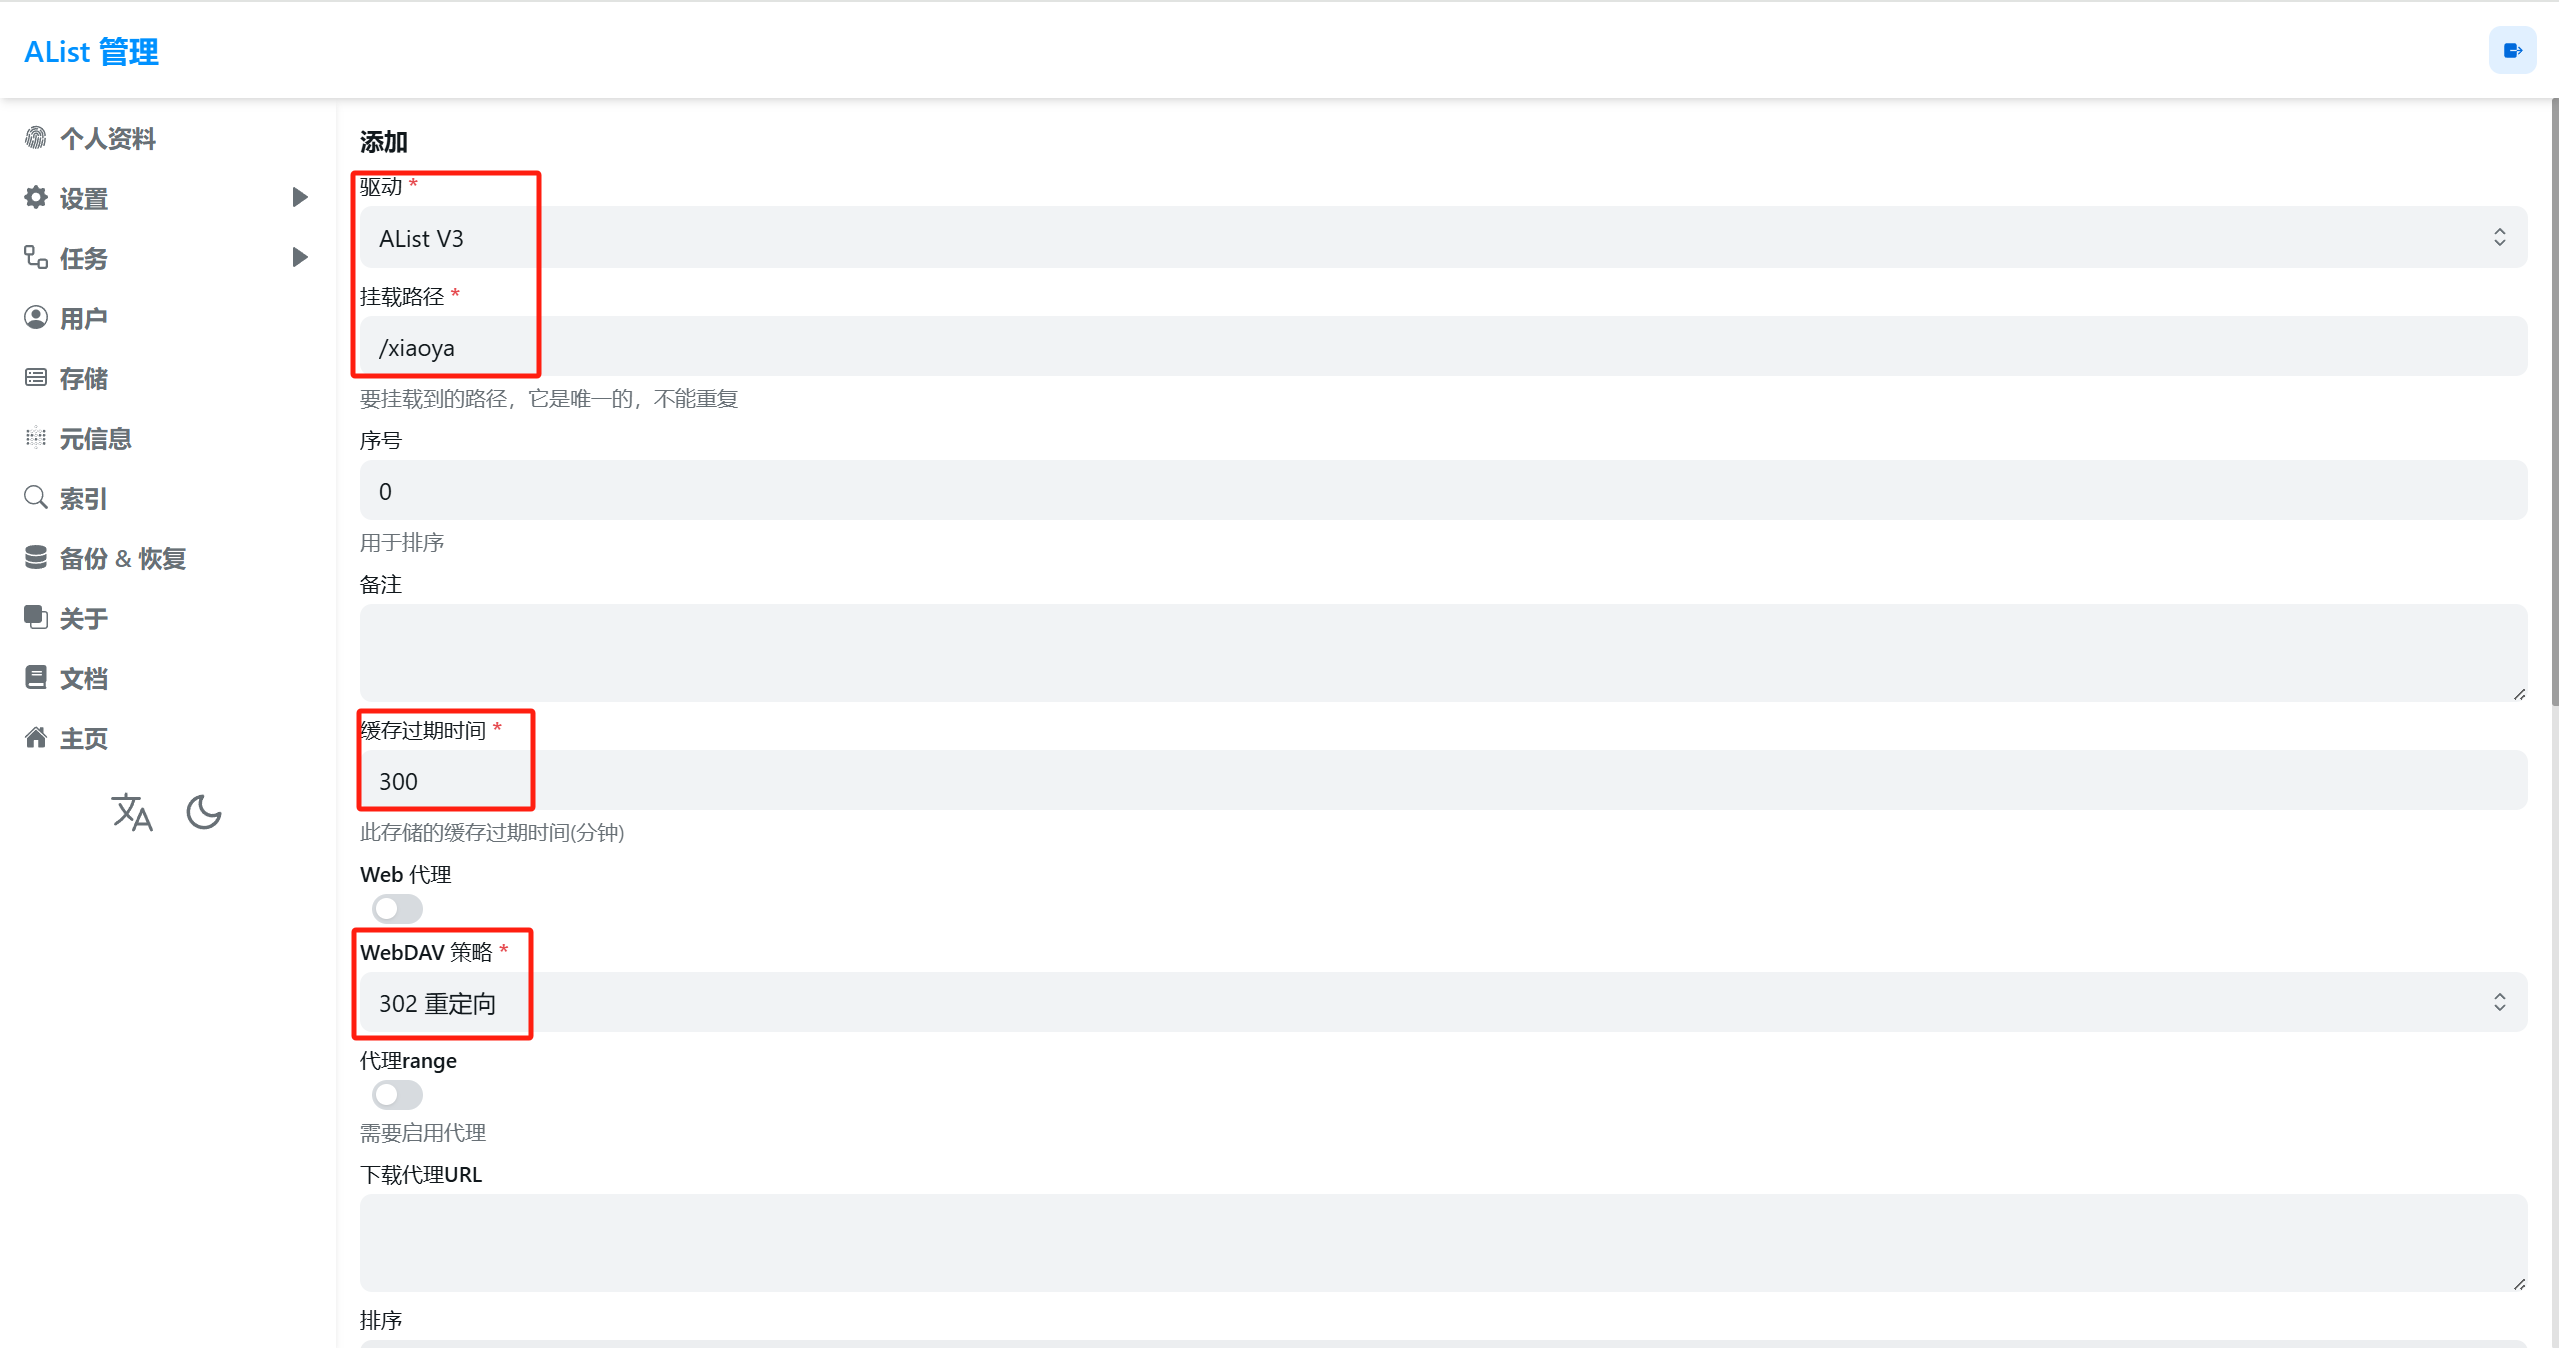 AList 管理
个人资料
设置
任务
用户
存储
元信息
索引
备份 & 恢复
关于
文档
主页
添加
驱动 *
AList V3
挂载路径 *
/xiaoya
要挂载到的路径，它是唯一的，不能重复
序号
0
用于排序
备注
缓存过期时间 *
300
此存储的缓存过期时间(分钟)
Web 代理
WebDAV 策略 *
302 重定向
代理range
需要启用代理
下载代理URL
排序